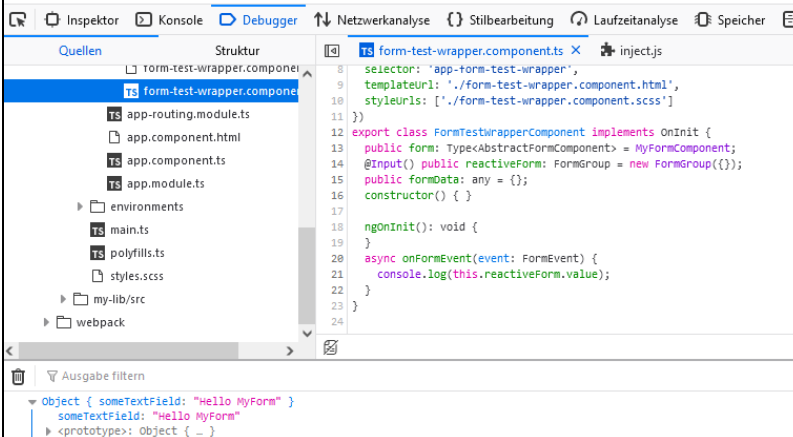 Inspektor Konsole Debugger Netzwerkanalyse Stilbearbeitung Laufzeitanalyse Speicher
Quellen Struktur
form-test-wrapper.componen
form-test-wrapper.componen
app-routing.module.ts
app.component.html
app.component.ts
app.module.ts
environments
main.ts
polyfills.ts
styles.scss
my-lib/src
webpack
form-test-wrapper.component.ts × inject.js
8 selector: 'app-form-test-wrapper',
9 templateUrl: './form-test-wrapper.component.html',
10 styleUrls: ['./form-test-wrapper.component.scss']
11 })
12 export class FormTestWrapperComponent implements OnInit {
13 public form: Type<AbstractFormComponent> = MyFormComponent;
14 @Input() public reactiveForm: FormGroup = new FormGroup({});
15 public formData: any = {};
16 constructor() { }
17
18 ngOnInit(): void {
19 }
20 async onFormEvent(event: FormEvent) {
21 console.log(this.reactiveForm.value);
22 }
23 }
24
Ausgabe filtern
Object { someTextField: "Hello MyForm" }
someTextField: "Hello MyForm"
<prototype>: Object { … }